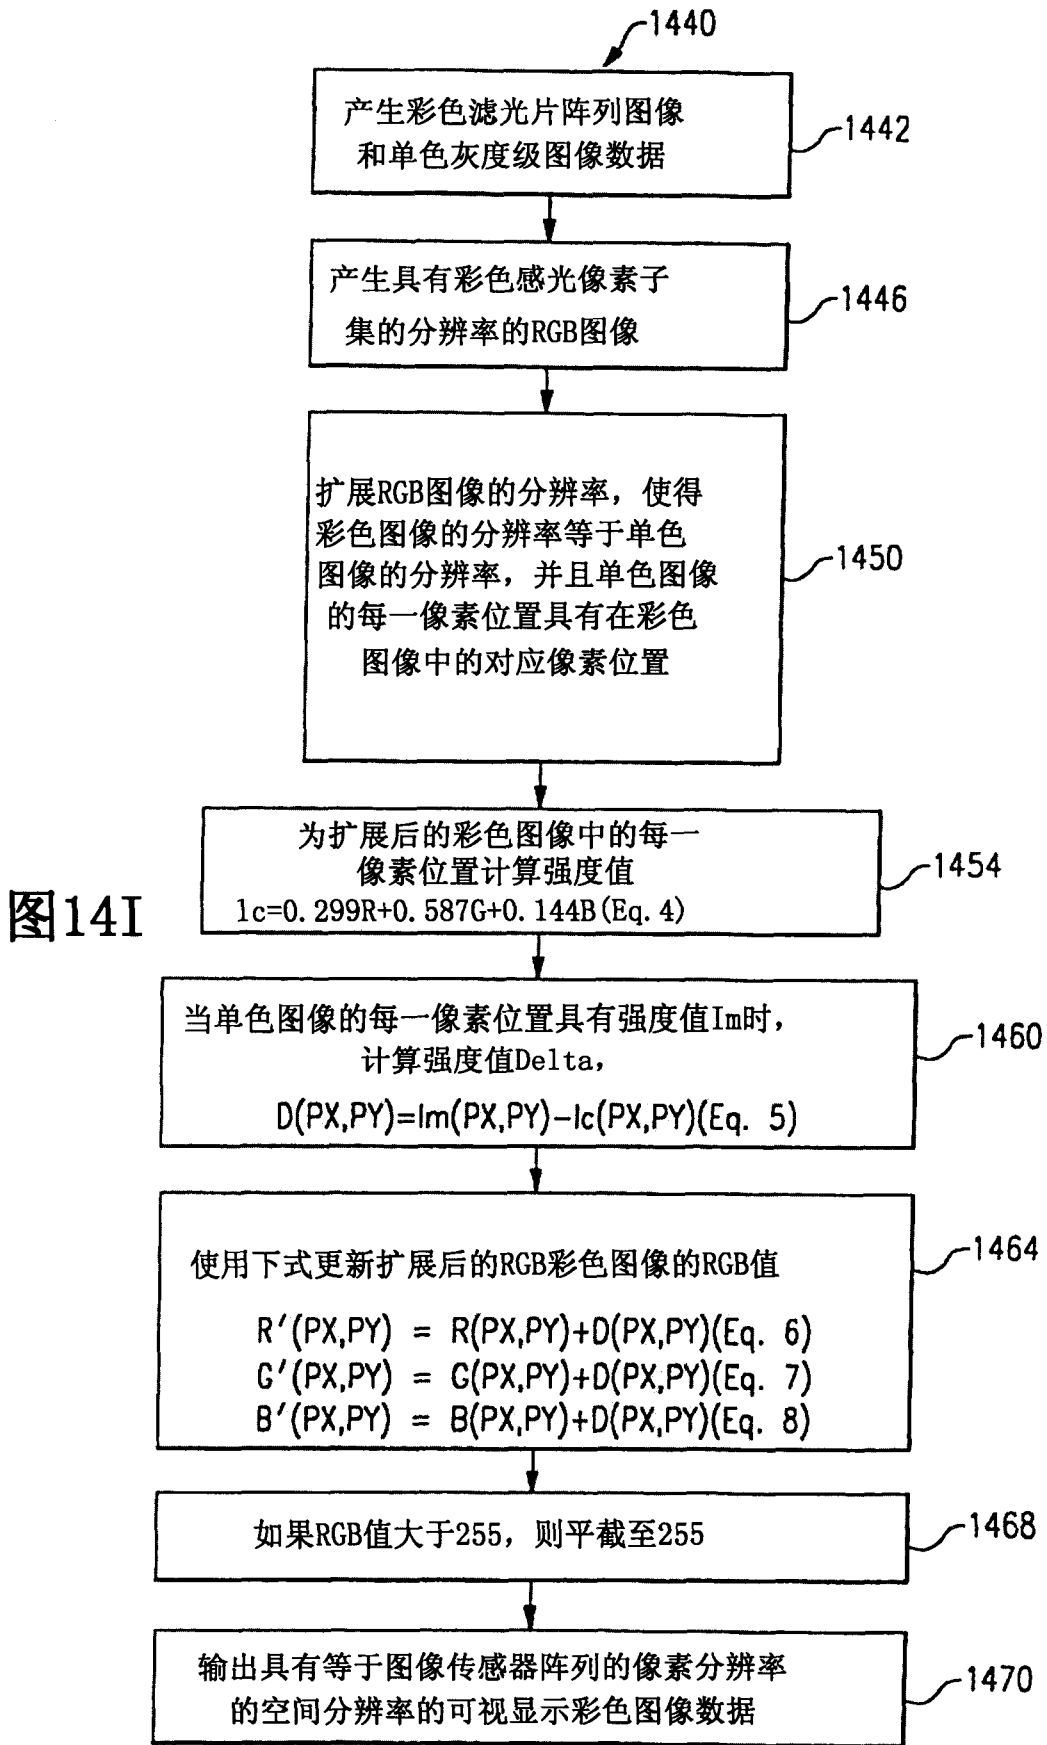 1440
产生彩色滤光片阵列图像
和单色灰度级图像数据
1442
产生具有彩色感光像素子
集的分辨率的RGB图像
1446
扩展RGB图像的分辨率，使得
彩色图像的分辨率等于单色
图像的分辨率，并且单色图像
的每一像素位置具有在彩色
图像中的对应像素位置
1450
为扩展后的彩色图像中的每一
像素位置计算强度值
lc=0.299R+0.587G+0.144B(Eq.4)
1454
图14I
当单色图像的每一像素位置具有强度值Im时，
计算强度值Delta，
D(PX,PY)=Im(PX,PY)-Ic(PX,PY)(Eq. 5)
1460
使用下式更新扩展后的RGB彩色图像的RGB值
R'(PX,PY) = R(PX,PY)+D(PX,PY)(Eq. 6)
G'(PX,PY) = G(PX,PY)+D(PX,PY)(Eq. 7)
B'(PX,PY) = B(PX,PY)+D(PX,PY)(Eq. 8)
1464
如果RGB值大于255，则平截至255
1468
输出具有等于图像传感器阵列的像素分辨率
的空间分辨率的可视显示彩色图像数据
1470